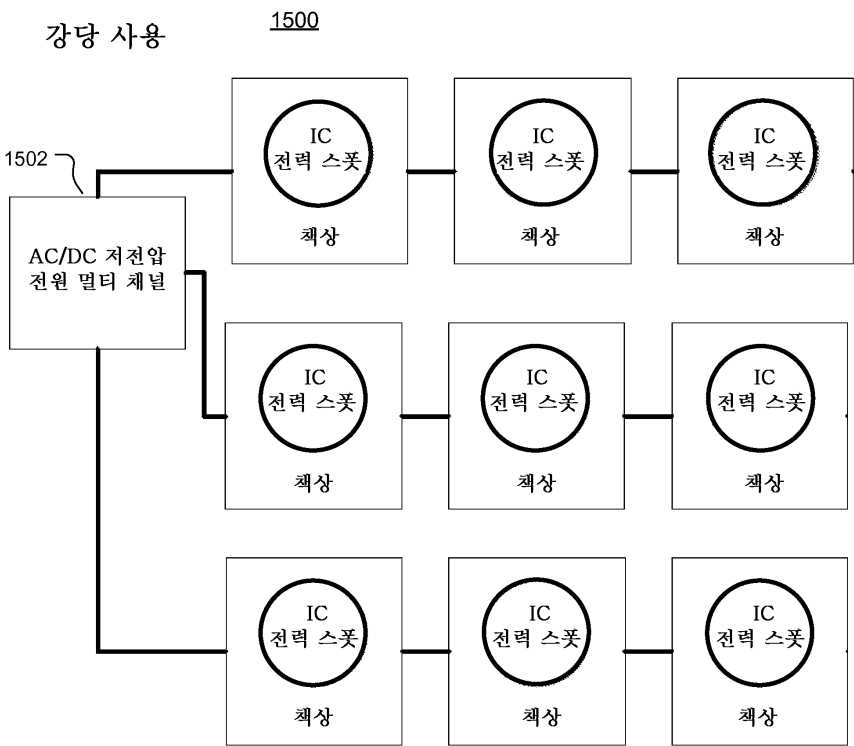 강당 사용
1500
1502
AC/DC 저전압
전원 멀티 채널
IC
전력 스폿
책상
IC
전력 스폿
책상
IC
전력 스폿
책상
IC
전력 스폿
책상
IC
전력 스폿
책상
IC
전력 스폿
책상
IC
전력 스폿
책상
IC
전력 스폿
책상
IC
전력 스폿
책상